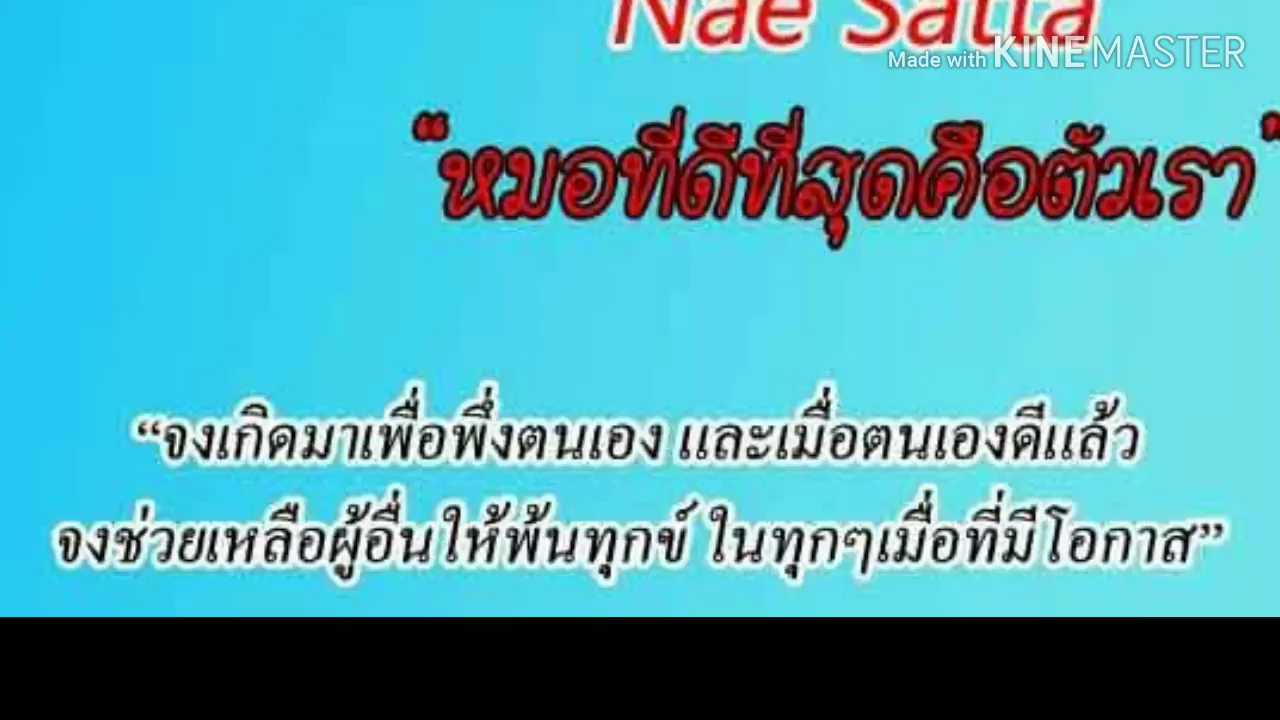 Nae Satta
Made with KINEMASTER
“หมอที่ดีที่สุดคือตัวเรา”
“จงเกิดมาเพื่อพึ่งตนเอง และเมื่อตนเองดีแล้ว
จงช่วยเหลือผู้อื่นให้พ้นทุกข์ ในทุกๆเมื่อที่มีโอกาส”